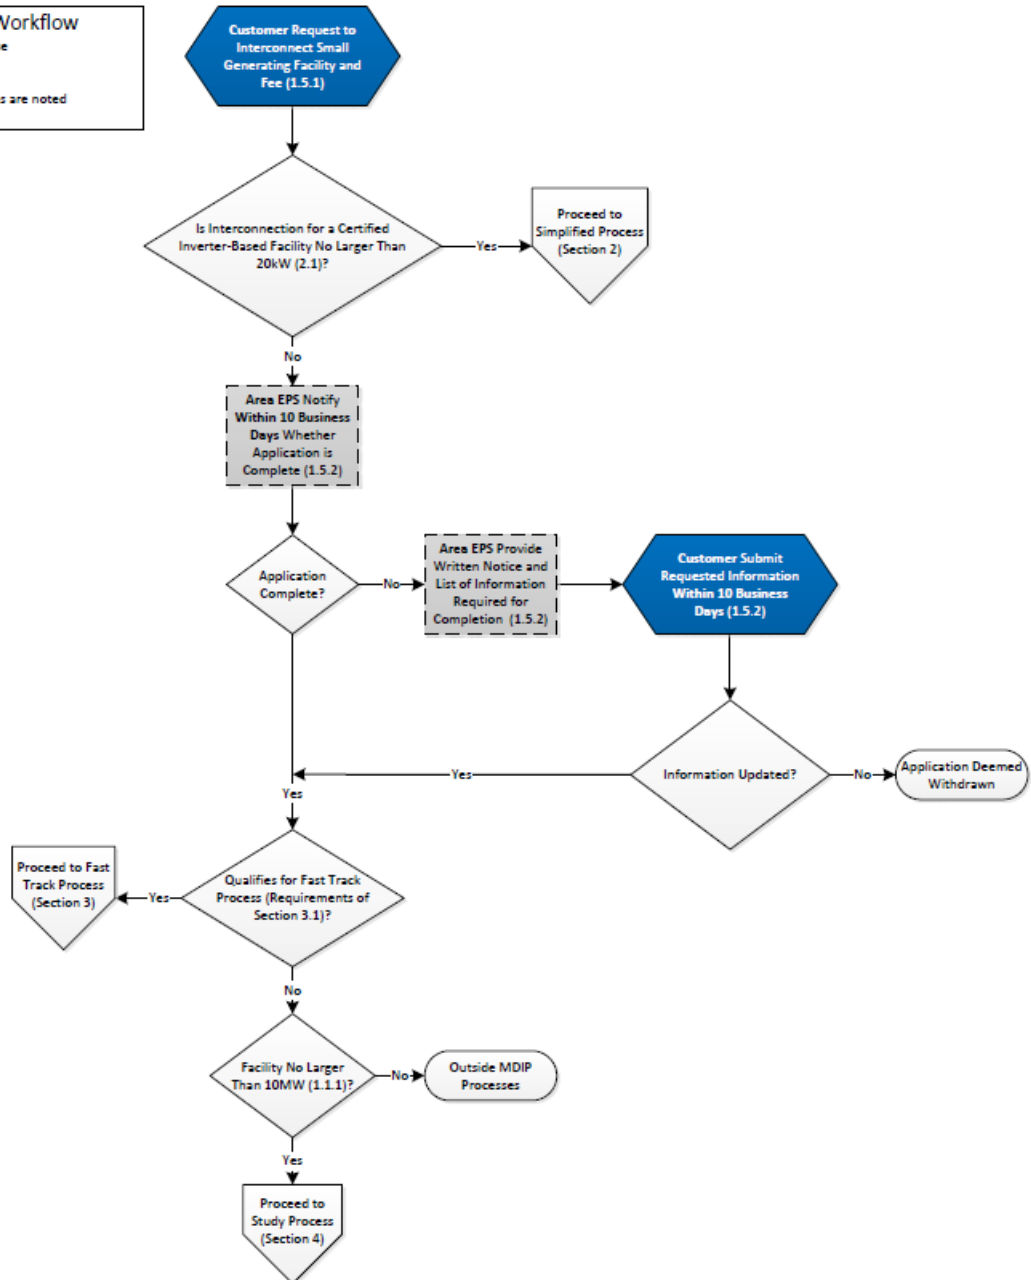 Workflow
s are noted
Customer Request to
Interconnect Small
Generating Facility and
Fee (1.5.1)
Is Interconnection for a Certified
Inverter-Based Facility No Larger Than
20kW (2.1)?
Yes
Proceed to
Simplified Process
(Section 2)
No
Area EPS Notify
Within 10 Business
Days Whether
Application is
Complete (1.5.2)
Application
Complete?
No
Area EPS Provide
Written Notice and
List of Information
Required for
Completion (1.5.2)
Customer Submit
Requested Information
Within 10 Business
Days (1.5.2)
Information Updated?
Yes
No
Application Deemed
Withdrawn
Yes
Qualifies for Fast Track
Process (Requirements of
Section 3.1)?
Yes
Proceed to Fast
Track Process
(Section 3)
No
Facility No Larger
Than 10MW (1.1.1)?
No
Outside MDIP
Processes
Yes
Proceed to
Study Process
(Section 4)